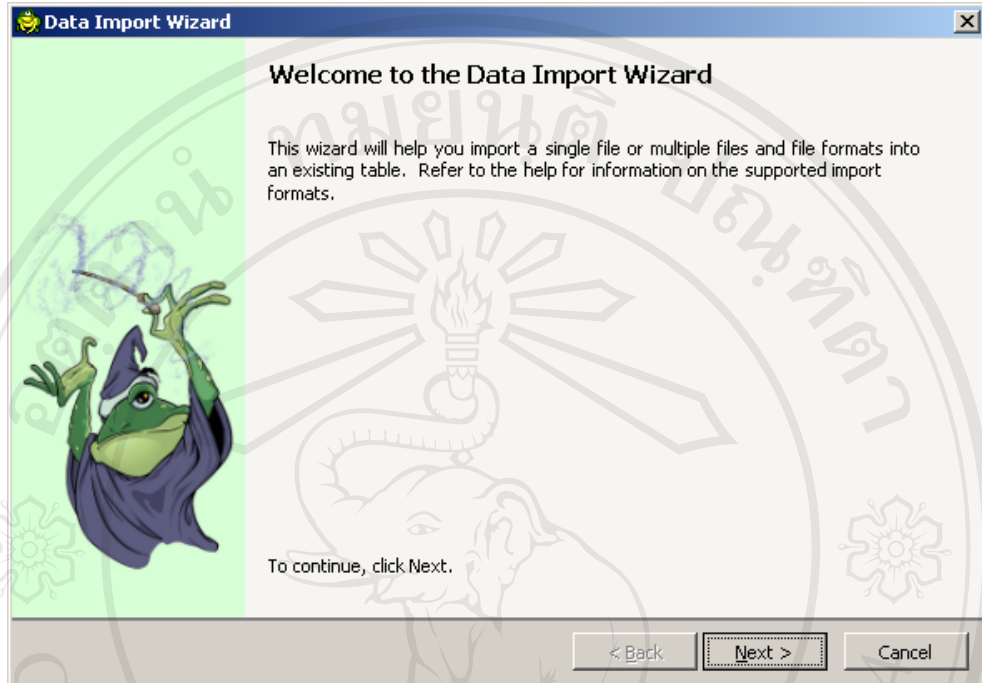 Data Import Wizard
Welcome to the Data Import Wizard
This wizard will help you import a single file or multiple files and file formats into
an existing table. Refer to the help for information on the supported import
formats.
To continue, click Next.
< Back
Next >
Cancel